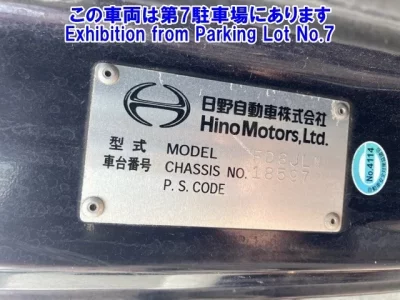 この車両は第7駐車場にあります
Exhibition from Parking Lot No.7
日野自動車株式会社
Hino Motors, Ltd.
型式 MODEL FD8JLW
車台番号 CHASSIS NO. 18597
P. S. CODE
No.4114